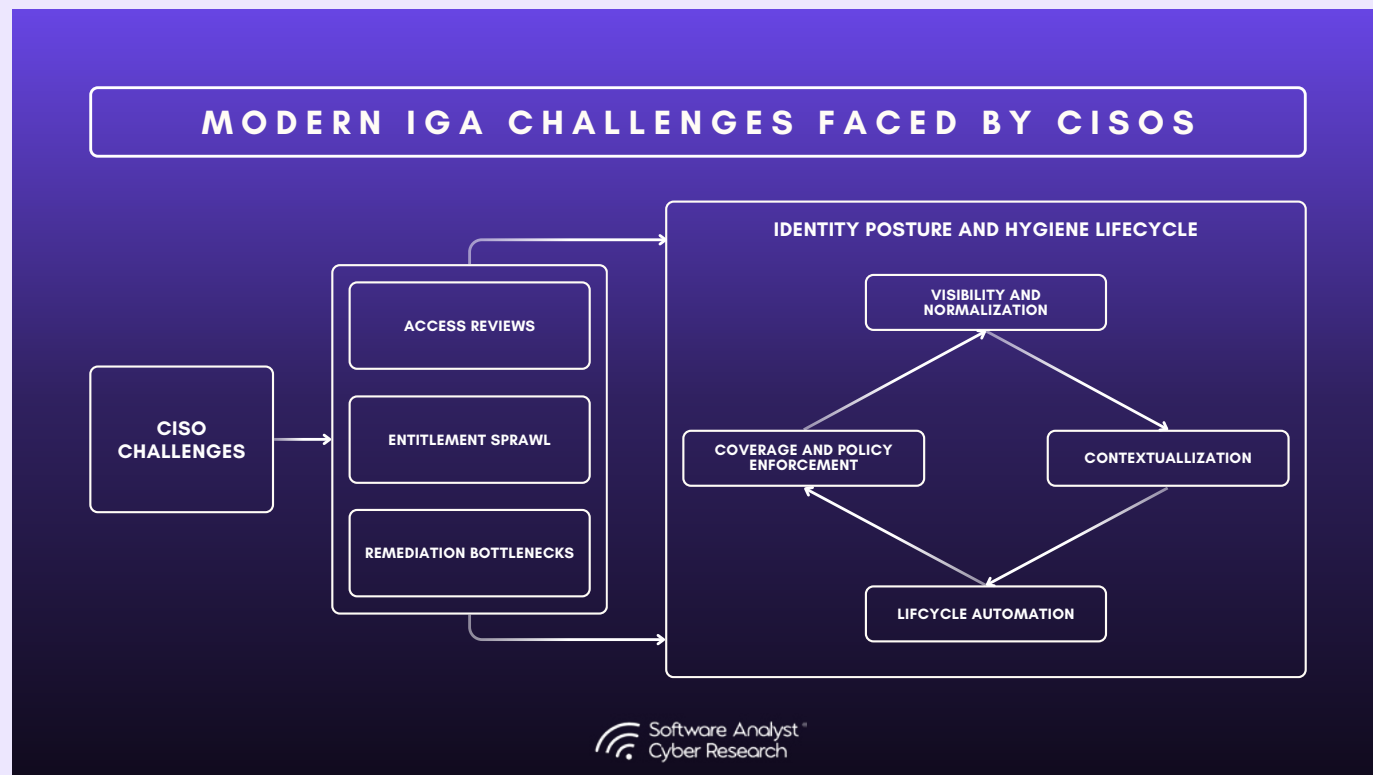 MODERN IGA CHALLENGES FACED BY CISOS
CISO
CHALLENGES
ACCESS REVIEWS
ENTITLEMENT SPRAWL
REMEDIATION BOTTLENECKS
IDENTITY POSTURE AND HYGIENE LIFECYCLE
VISIBILITY AND
NORMALIZATION
COVERAGE AND POLICY
ENFORCEMENT
CONTEXTUALLIZATION
LIFCYCLE AUTOMATION
Software Analyst
Cyber Research